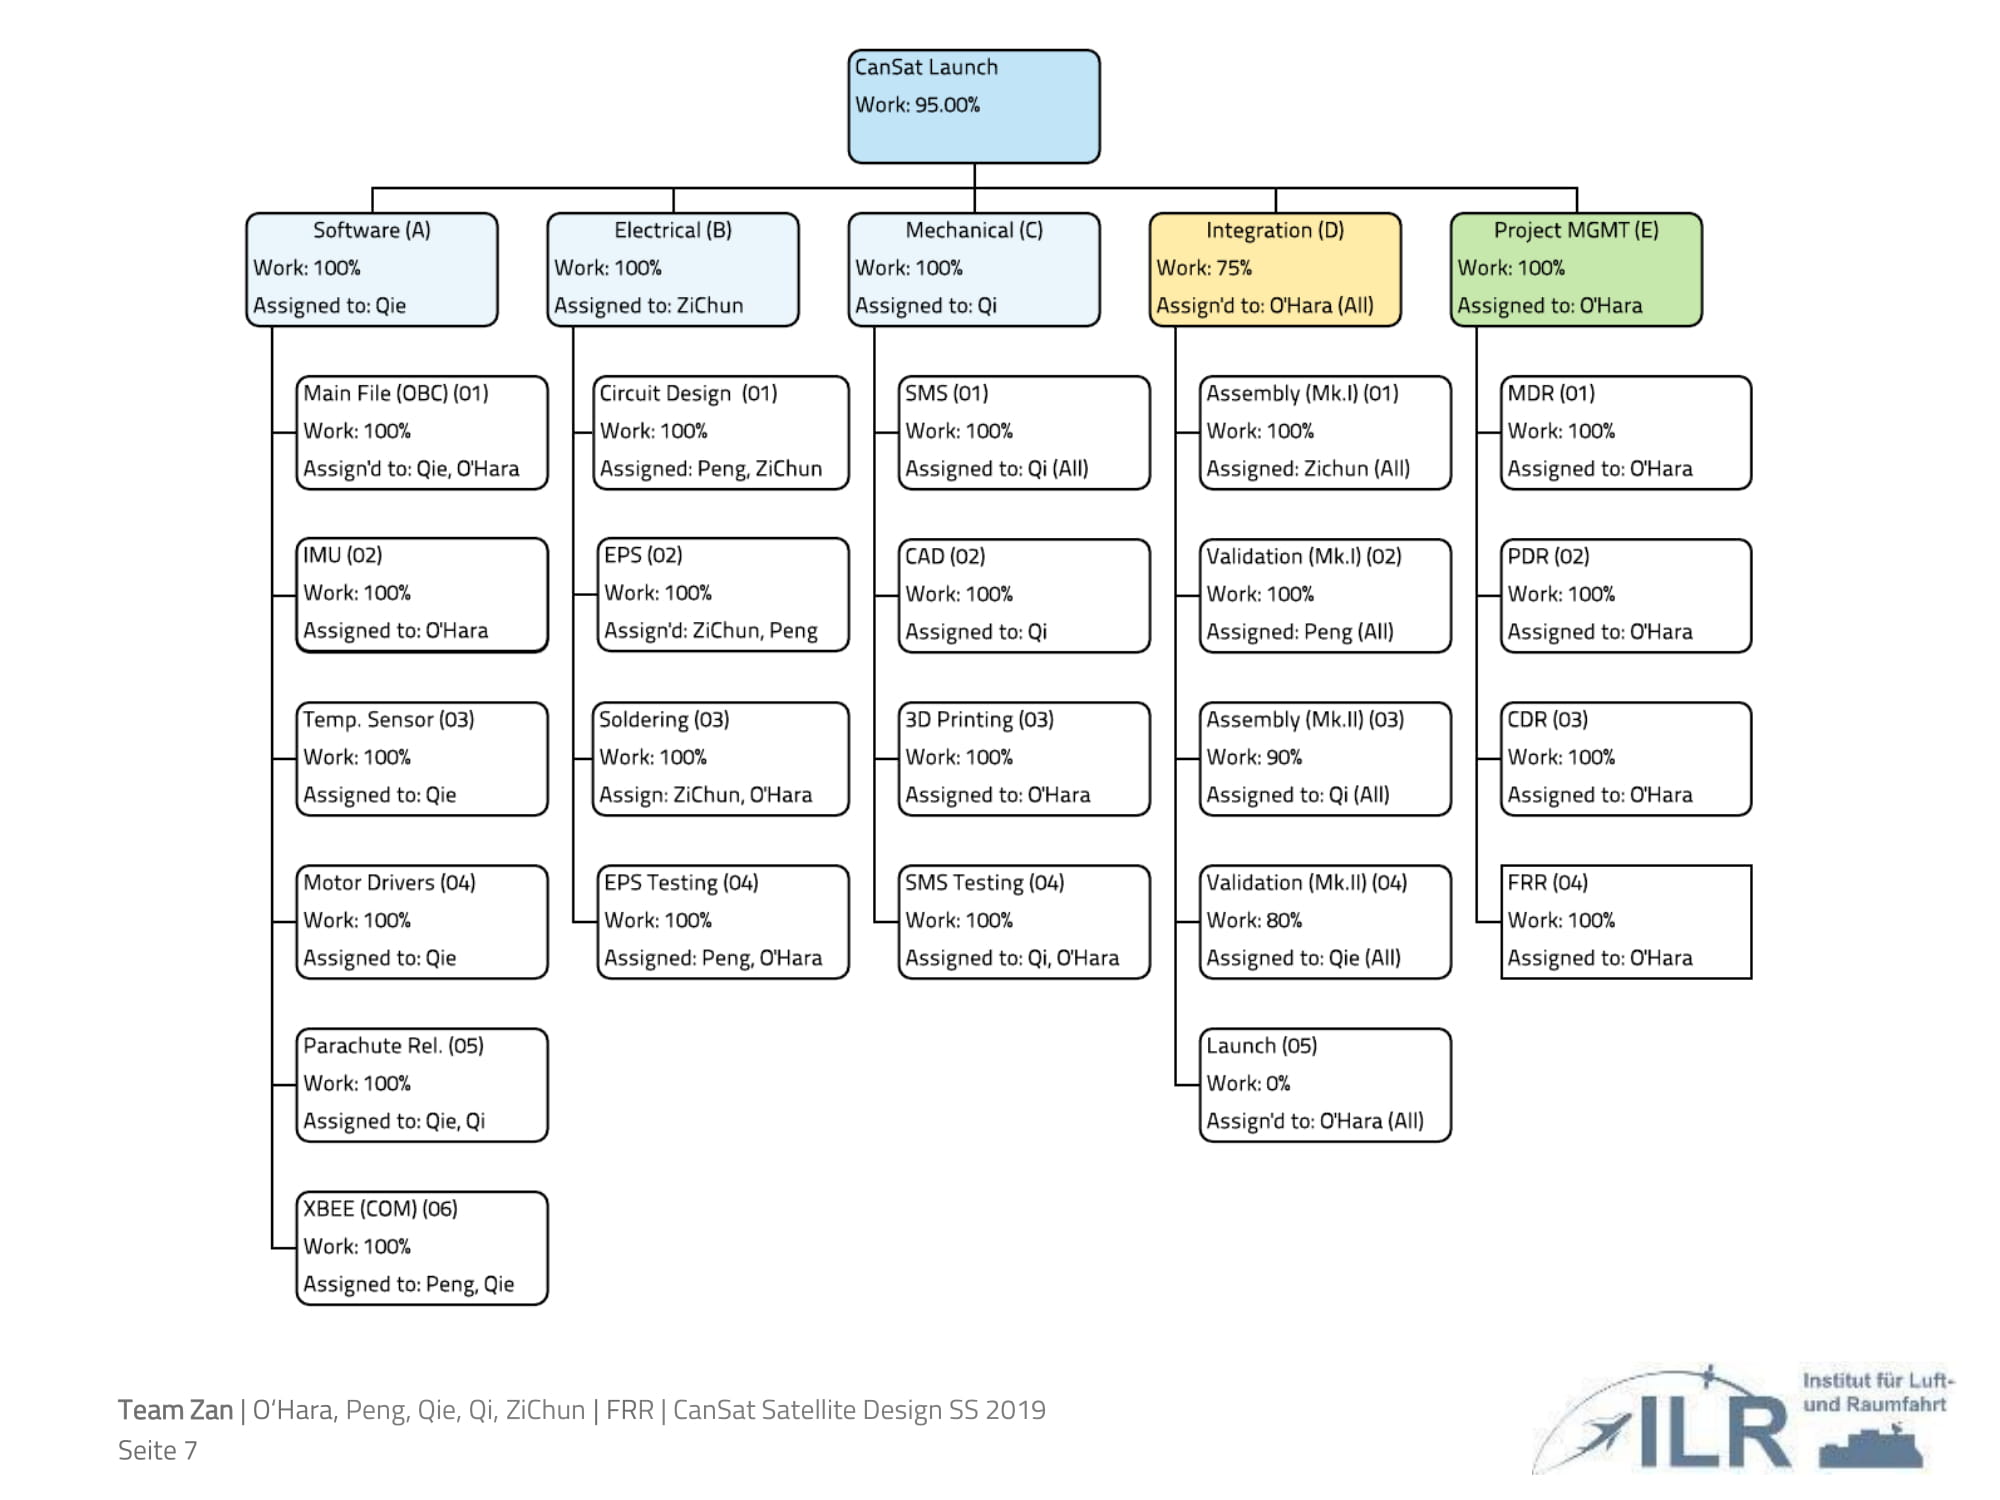 CanSat Launch
Work: 95.00%
Software (A)
Work: 100%
Assigned to: Qie
Electrical (B)
Work: 100%
Assigned to: ZiChun
Mechanical (C)
Work: 100%
Assigned to: Qi
Integration (D)
Work: 75%
Assign'd to: O'Hara (All)
Project MGMT (E)
Work: 100%
Assigned to: O'Hara
Main File (OBC) (01)
Work: 100%
Assign'd to: Qie, O'Hara
IMU (02)
Work: 100%
Assigned to: O'Hara
Temp. Sensor (03)
Work: 100%
Assigned to: Qie
Motor Drivers (04)
Work: 100%
Assigned to: Qie
Parachute Rel. (05)
Work: 100%
Assigned to: Qie, Qi
XBEE (COM) (06)
Work: 100%
Assigned to: Peng, Qie
Circuit Design  (01)
Work: 100%
Assigned: Peng, ZiChun
EPS (02)
Work: 100%
Assign'd: ZiChun, Peng
Soldering (03)
Work: 100%
Assign: ZiChun, O'Hara
EPS Testing (04)
Work: 100%
Assigned: Peng, O'Hara
SMS (01)
Work: 100%
Assigned to: Qi (All)
CAD (02)
Work: 100%
Assigned to: Qi
3D Printing (03)
Work: 100%
Assigned to: O'Hara
SMS Testing (04)
Work: 100%
Assigned to: Qi, O'Hara
Assembly (Mk.I) (01)
Work: 100%
Assigned: Zichun (All)
Validation (Mk.I) (02)
Work: 100%
Assigned: Peng (All)
Assembly (Mk.II) (03)
Work: 90%
Assigned to: Qi (All)
Validation (Mk.II) (04)
Work: 80%
Assigned to: Qie (All)
Launch (05)
Work: 0%
Assign'd to: O'Hara (All)
MDR (01)
Work: 100%
Assigned to: O'Hara
PDR (02)
Work: 100%
Assigned to: O'Hara
CDR (03)
Work: 100%
Assigned to: O'Hara
FRR (04)
Work: 100%
Assigned to: O'Hara
Team Zan | O‘Hara, Peng, Qie, Qi, ZiChun | FRR | CanSat Satellite Design SS 2019
Seite 7
ILR
Institut für Luft-
und Raumfahrt